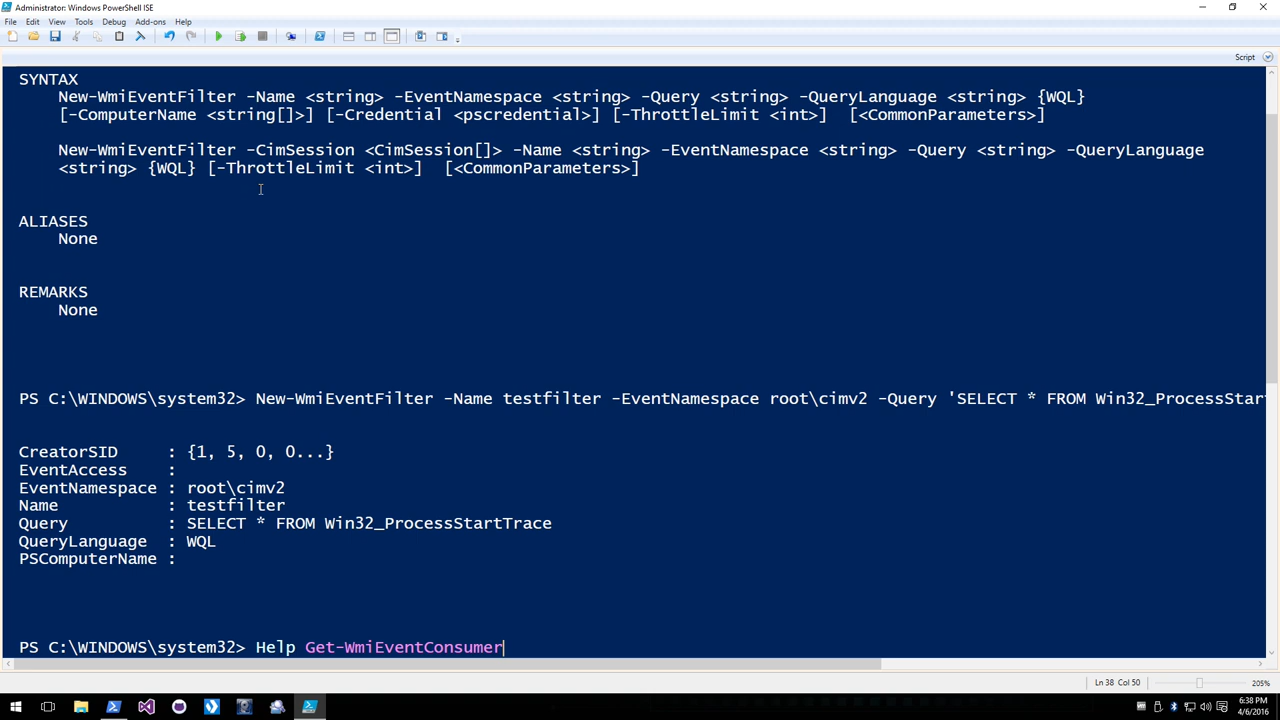 Administrator: Windows PowerShell ISE
File Edit View Tools Debug Add-ons Help
Script
SYNTAX
New-WmiEventFilter -Name <string> -EventNamespace <string> -Query <string> -QueryLanguage <string> {WQL}
[-ComputerName <string[]>] [-Credential <pscredential>] [-ThrottleLimit <int>]  [<CommonParameters>]
New-WmiEventFilter -CimSession <CimSession[]> -Name <string> -EventNamespace <string> -Query <string> -QueryLanguage
<string> {WQL} [-ThrottleLimit <int>]  [<CommonParameters>]
ALIASES
None
REMARKS
None
PS C:\WINDOWS\system32> New-WmiEventFilter -Name testfilter -EventNamespace root\cimv2 -Query 'SELECT * FROM Win32_ProcessStart
CreatorSID     : {1, 5, 0, 0...}
EventAccess    :
EventNamespace : root\cimv2
Name           : testfilter
Query          : SELECT * FROM Win32_ProcessStartTrace
QueryLanguage  : WQL
PSComputerName :
PS C:\WINDOWS\system32> Help Get-WmiEventConsumer
Ln 38 Col 50
205%
6:38 PM
4/6/2016